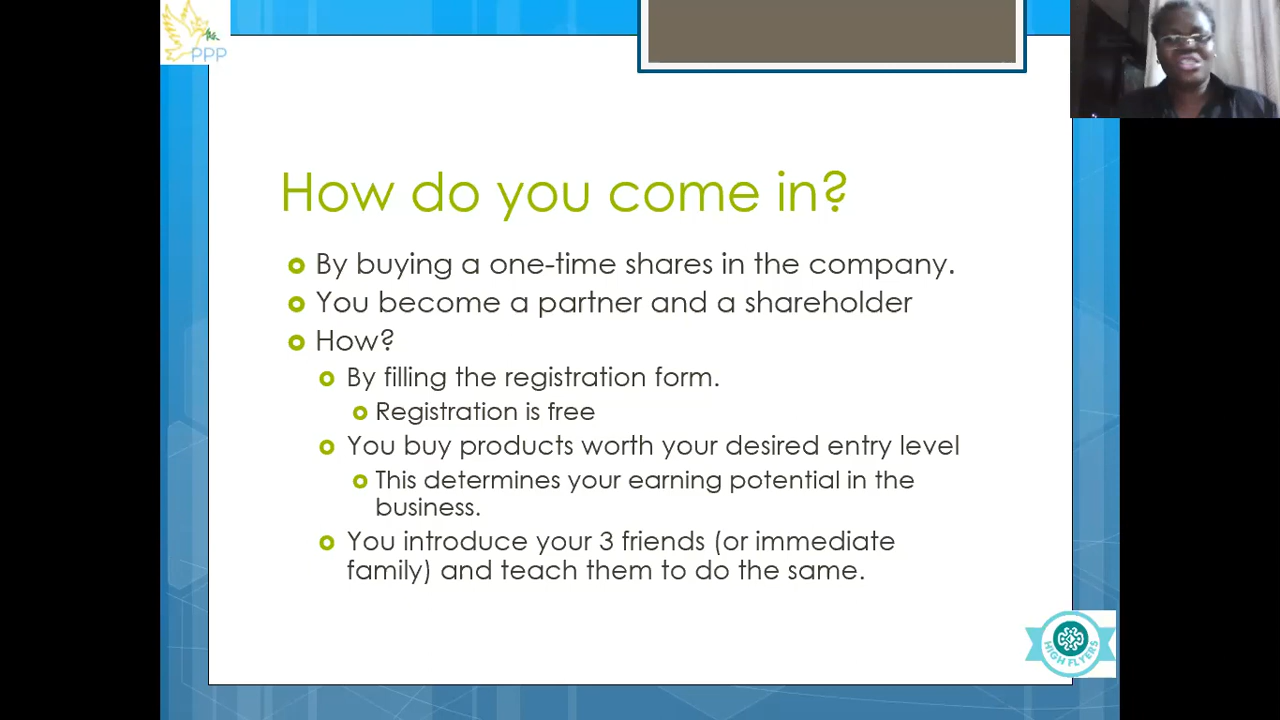 PPP
How do you come in?
By buying a one-time shares in the company.
You become a partner and a shareholder
How?
By filling the registration form.
Registration is free
You buy products worth your desired entry level
This determines your earning potential in the
business.
You introduce your 3 friends (or immediate
family) and teach them to do the same.
HIGH FLYERS